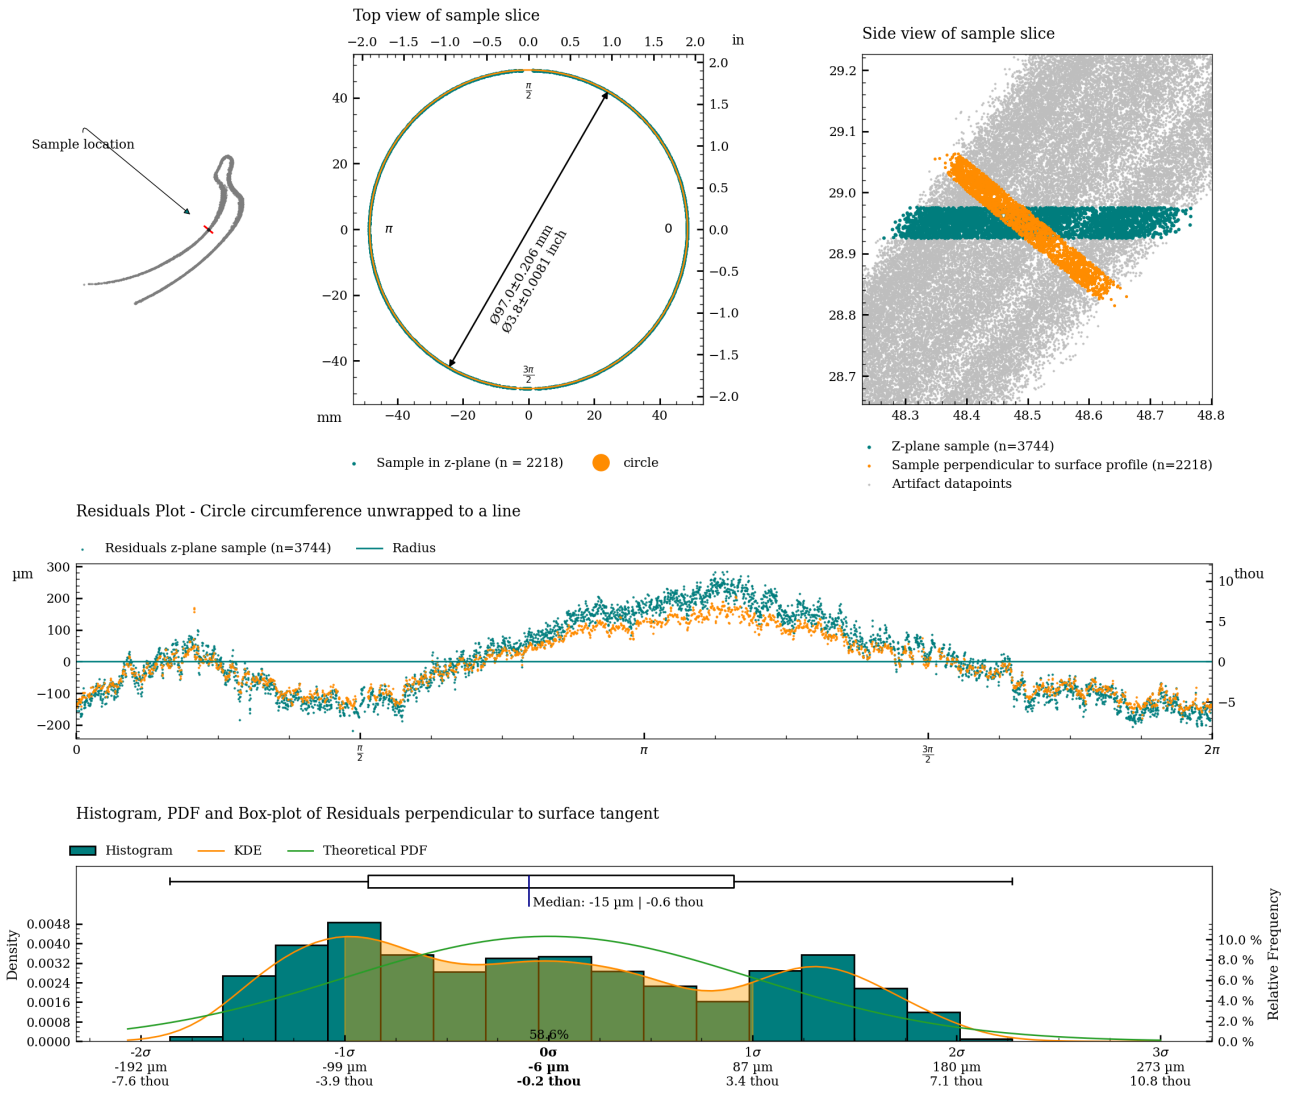 Top view of sample slice
−2.0 −1.5 −1.0 −0.5 0.0 0.5 1.0 1.5 2.0 in
Sample location
40
20
0
−20
−40
mm
2.0
1.5
1.0
0.5
0.0
−0.5
−1.0
−1.5
−2.0
π/2
π
0
3π/2
Ø97.0±0.206 mm
Ø3.8±0.0081 inch
−40 −20 0 20 40
Sample in z-plane (n = 2218) circle
Side view of sample slice
29.2
29.1
29.0
28.9
28.8
28.7
48.3 48.4 48.5 48.6 48.7 48.8
Z-plane sample (n=3744)
Sample perpendicular to surface profile (n=2218)
Artifact datapoints
Residuals Plot - Circle circumference unwrapped to a line
Residuals z-plane sample (n=3744) Radius
µm
300
200
100
0
−100
−200
thou
10
5
0
−5
0 π/2 π 3π/2 2π
Histogram, PDF and Box-plot of Residuals perpendicular to surface tangent
Histogram KDE Theoretical PDF
Median: -15 µm | -0.6 thou
Density
0.0048
0.0040
0.0032
0.0024
0.0016
0.0008
0.0000
58.6%
10.0 %
8.0 %
6.0 %
4.0 %
2.0 %
0.0 %
Relative Frequency
-2σ -1σ 0σ 1σ 2σ 3σ
-192 µm -99 µm -6 µm 87 µm 180 µm 273 µm
-7.6 thou -3.9 thou -0.2 thou 3.4 thou 7.1 thou 10.8 thou